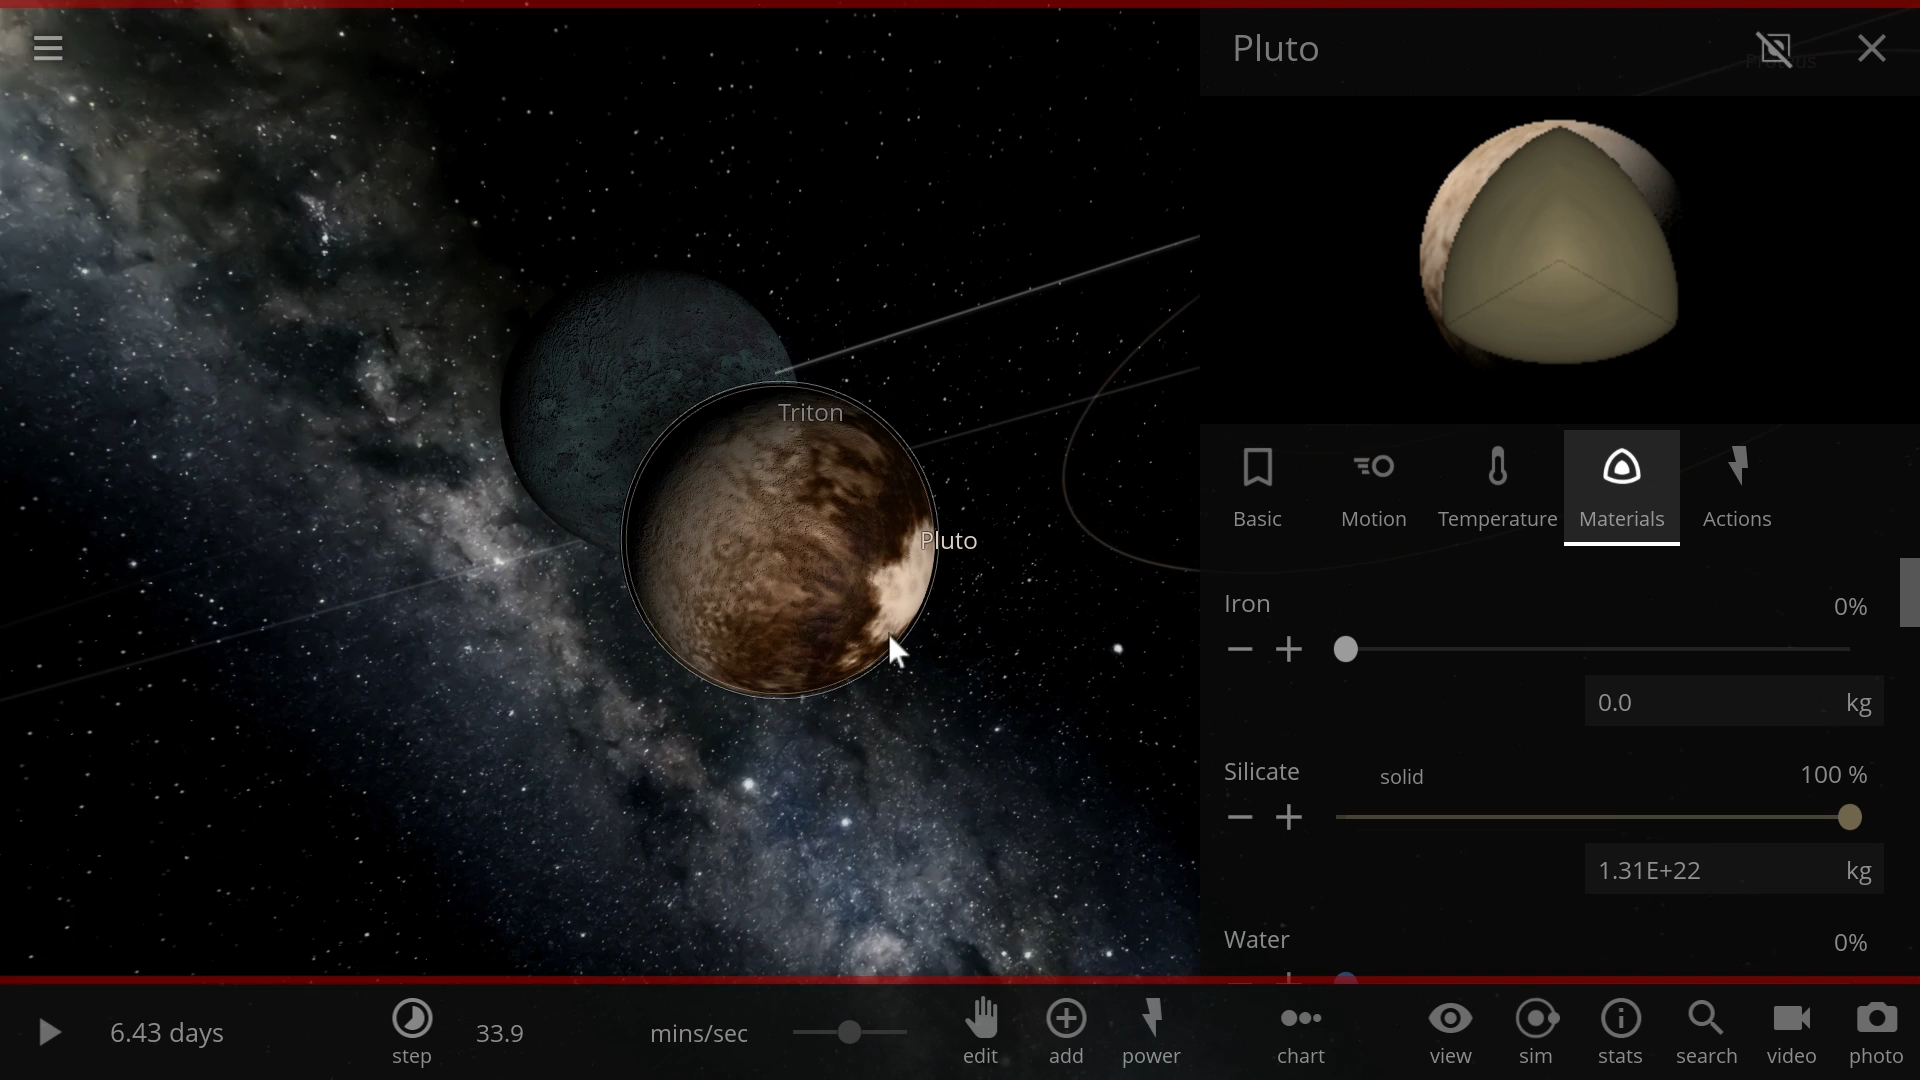 Pluto
Proteus
Triton
Pluto
Basic
Motion
Temperature
Materials
Actions
Iron
0%
0.0 kg
Silicate
solid
100 %
1.31E+22 kg
Water
0%
6.43 days
step
33.9
mins/sec
edit
add
power
chart
view
sim
stats
search
video
photo